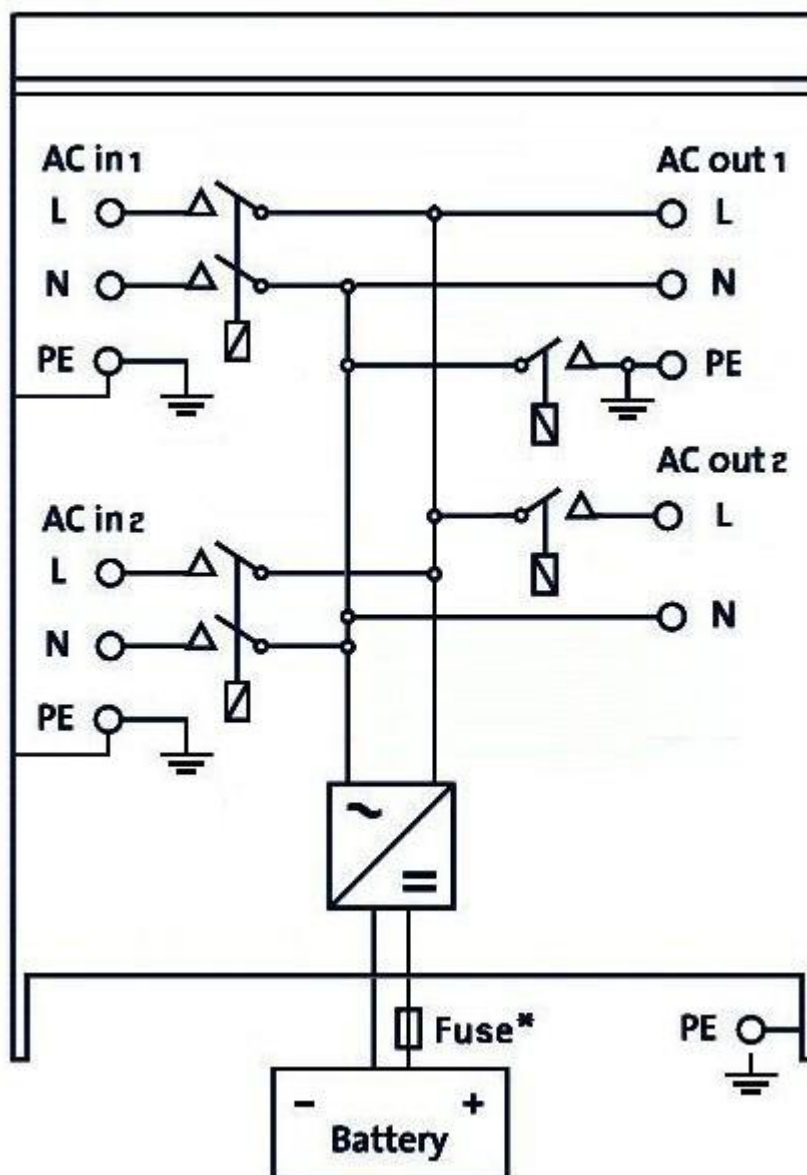 AC in 1
AC out 1
L
L
N
N
PE
PE
AC out 2
AC in 2
L
L
N
N
PE
Fuse*
PE
- +
Battery